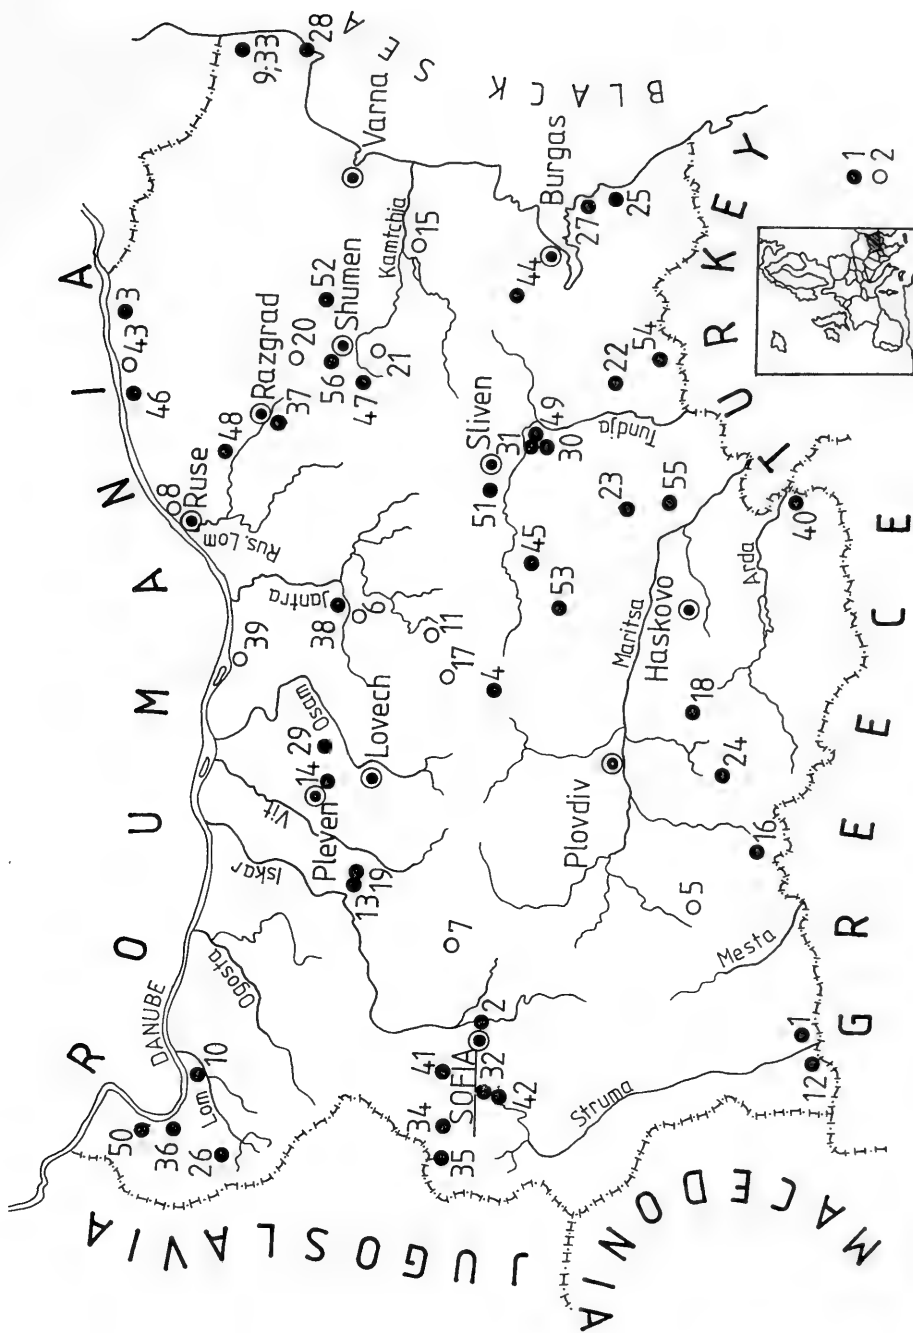 ROUMANIA
JUGOSLAVIA
MACEDONIA
GREECE
TURKEY
BLACK SEA
DANUBE
Lom
Ogosta
Iskar
Vit
Osam
Jantra
Rus. Lom
Kamtchia
Tundja
Maritsa
Arda
Mesta
Struma
SOFIA
Pleven
Lovech
Ruse
Razgrad
Shumen
Varna
Burgas
Sliven
Plovdiv
Haskovo
50
36
26
10
35
34
41
32
42
2
7
13
19
14
29
39
38
6
11
17
4
8
48
46
43
3
37
20
56
52
47
21
15
9;33
28
44
27
25
22
54
49
31
30
51
45
53
23
55
40
18
24
16
5
1
12
1
2